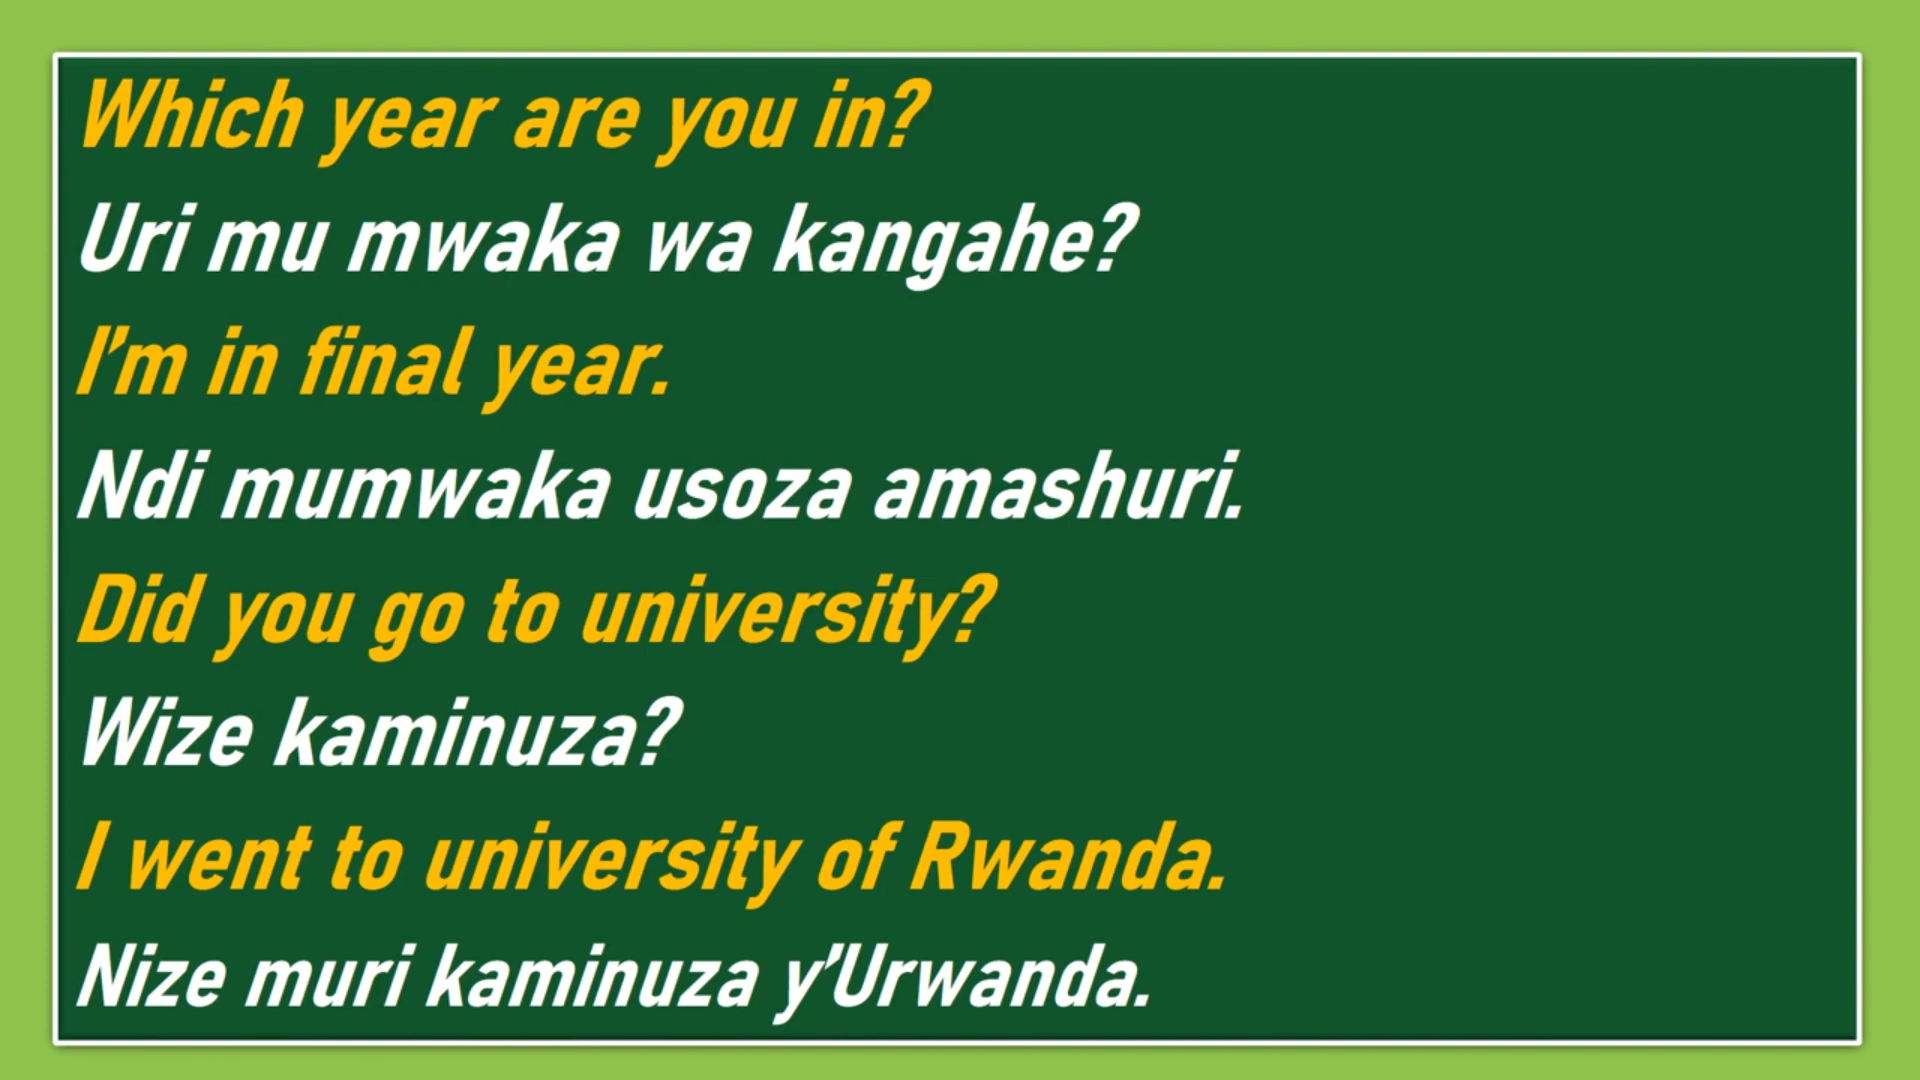 Which year are you in?
Uri mu mwaka wa kangahe?
I'm in final year.
Ndi mumwaka usoza amashuri.
Did you go to university?
Wize kaminuza?
I went to university of Rwanda.
Nize muri kaminuza y'Urwanda.